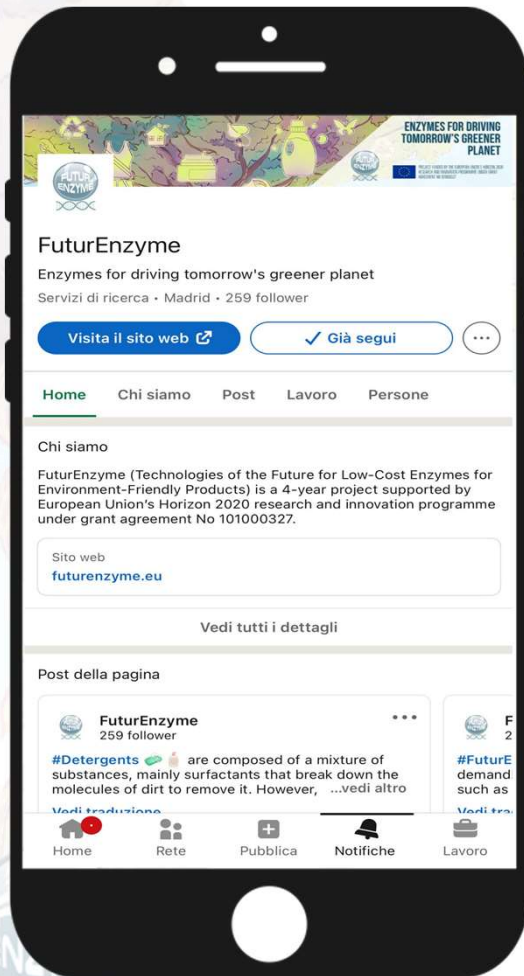 ENZYMES FOR DRIVING
TOMORROW'S GREENER
PLANET
FUTUR
ENZYME
FuturEnzyme
Enzymes for driving tomorrow's greener planet
Servizi di ricerca • Madrid • 259 follower
Visita il sito web
Già segui
Home Chi siamo Post Lavoro Persone
Chi siamo
FuturEnzyme (Technologies of the Future for Low-Cost Enzymes for
Environment-Friendly Products) is a 4-year project supported by
European Union's Horizon 2020 research and innovation programme
under grant agreement No 101000327.
Sito web
futurenzyme.eu
Vedi tutti i dettagli
Post della pagina
FuturEnzyme
259 follower
#Detergents are composed of a mixture of
substances, mainly surfactants that break down the
molecules of dirt to remove it. However, ...vedi altro
Vedi traduzione
F
2
#FuturE
demand
such as
Vedi tra
Home Rete Pubblica Notifiche Lavoro